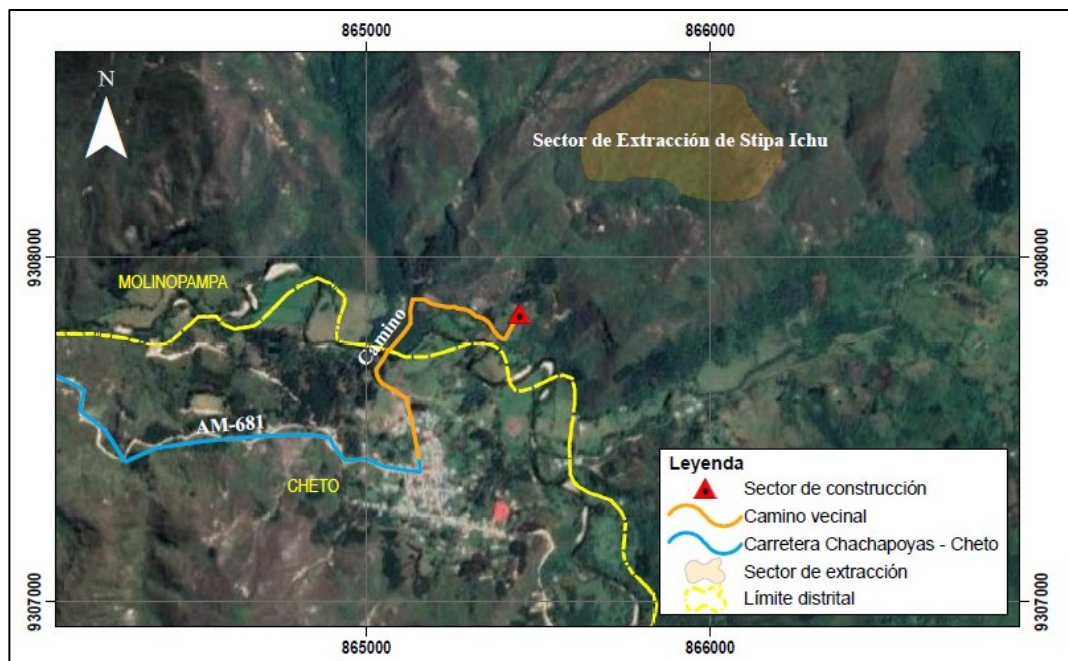 865000
866000
N
Sector de Extracción de Stipa Ichu
9308000
9308000
MOLINOPAMPA
Camino
AM-681
CHETO
Leyenda
Sector de construcción
Camino vecinal
Carretera Chachapoyas - Cheto
Sector de extracción
Límite distrital
9307000
9307000
865000
866000